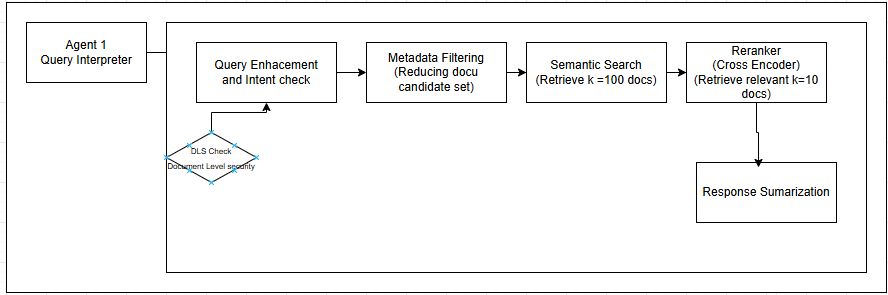 Agent 1
Query Interpreter
Query Enhacement
and Intent check
Metadata Filtering
(Reducing docu
candidate set)
Semantic Search
(Retrieve k =100 docs)
Reranker
(Cross Encoder)
(Retrieve relevant k=10
docs)
DLS Check
Document Level security
Response Sumarization